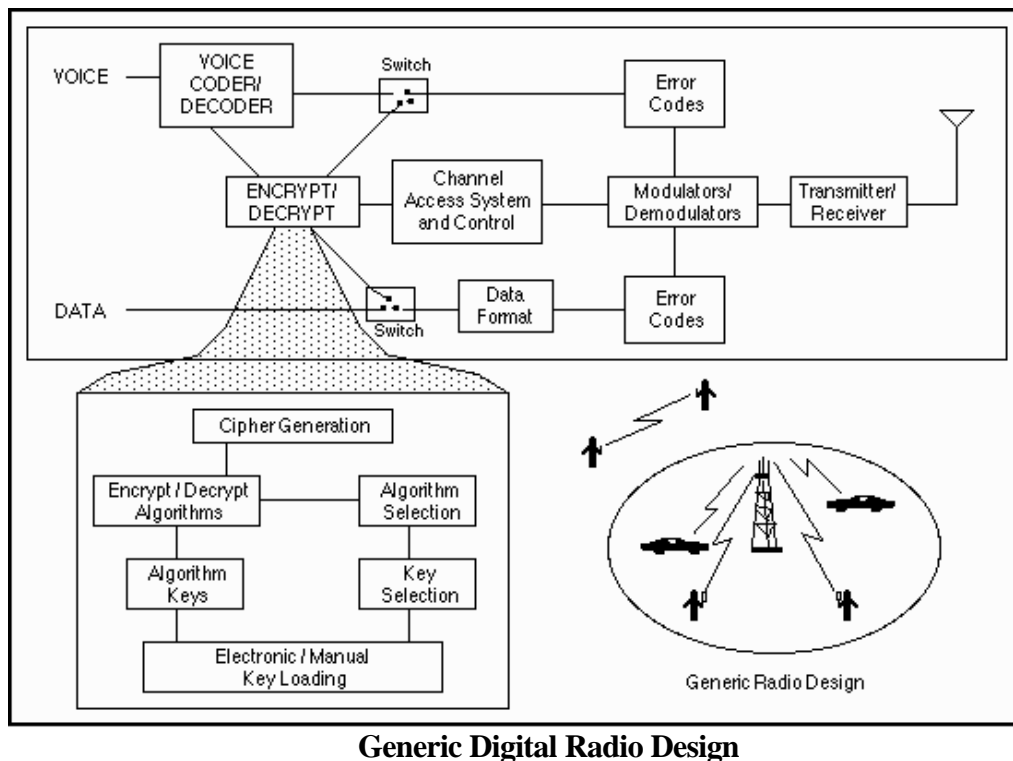 VOICE
VOICE
CODER/
DECODER
Switch
Error
Codes
ENCRYPT/
DECRYPT
Channel
Access System
and Control
Modulators/
Demodulators
Transmitter/
Receiver
DATA
Switch
Data
Format
Error
Codes
Cipher Generation
Encrypt / Decrypt
Algorithms
Algorithm
Selection
Algorithm
Keys
Key
Selection
Electronic / Manual
Key Loading
Generic Radio Design
Generic Digital Radio Design